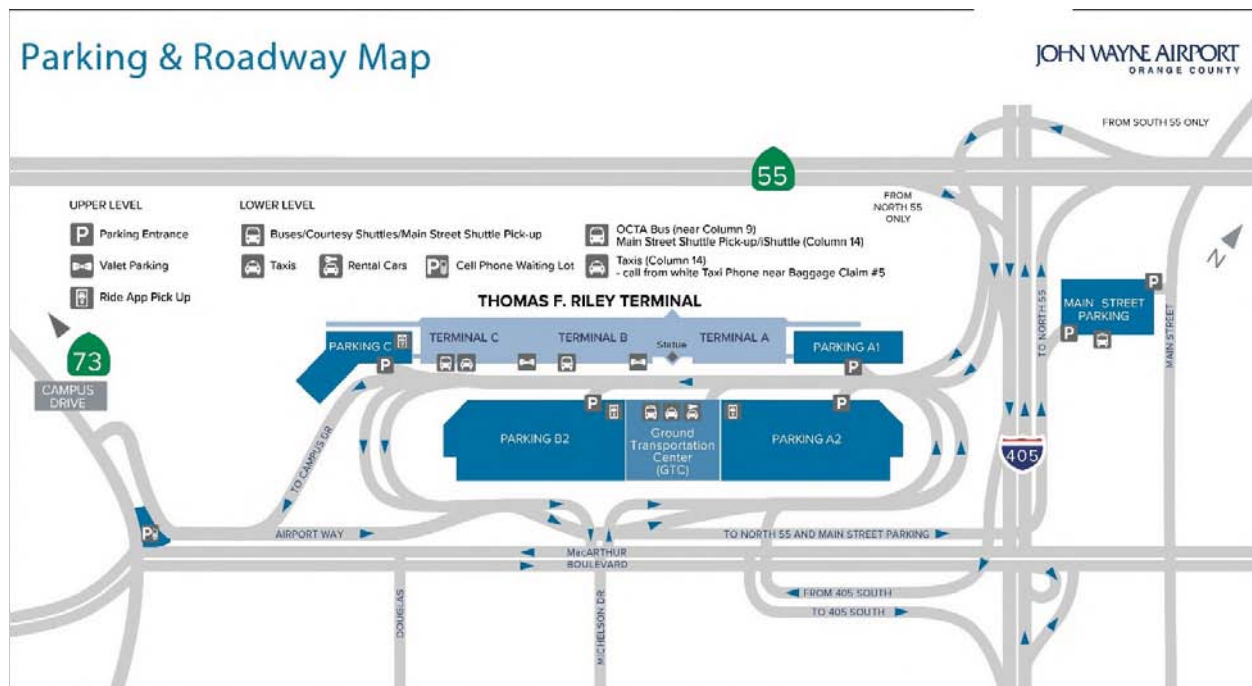 Parking & Roadway Map
JOHN WAYNE AIRPORT
ORANGE COUNTY
FROM SOUTH 55 ONLY
55
FROM
NORTH 55
ONLY
N
UPPER LEVEL
P Parking Entrance
Valet Parking
Ride App Pick Up
LOWER LEVEL
Buses/Courtesy Shuttles/Main Street Shuttle Pick-up
Taxis
Rental Cars
P Cell Phone Waiting Lot
OCTA Bus (near Column 9)
Main Street Shuttle Pick-up/iShuttle (Column 14)
Taxis (Column 14)
- call from white Taxi Phone near Baggage Claim #5
THOMAS F. RILEY TERMINAL
73
CAMPUS
DRIVE
PARKING C
TERMINAL C
TERMINAL B
Statue
TERMINAL A
PARKING A1
P
P
P
MAIN STREET
PARKING
P
TO NORTH 55
MAIN STREET
P
P
PARKING B2
Ground
Transportation
Center
(GTC)
PARKING A2
405
TO CAMPUS DR
P
AIRPORT WAY
TO NORTH 55 AND MAIN STREET PARKING
MacARTHUR
BOULEVARD
DOUGLAS
MICHELSON DR
FROM 405 SOUTH
TO 405 SOUTH